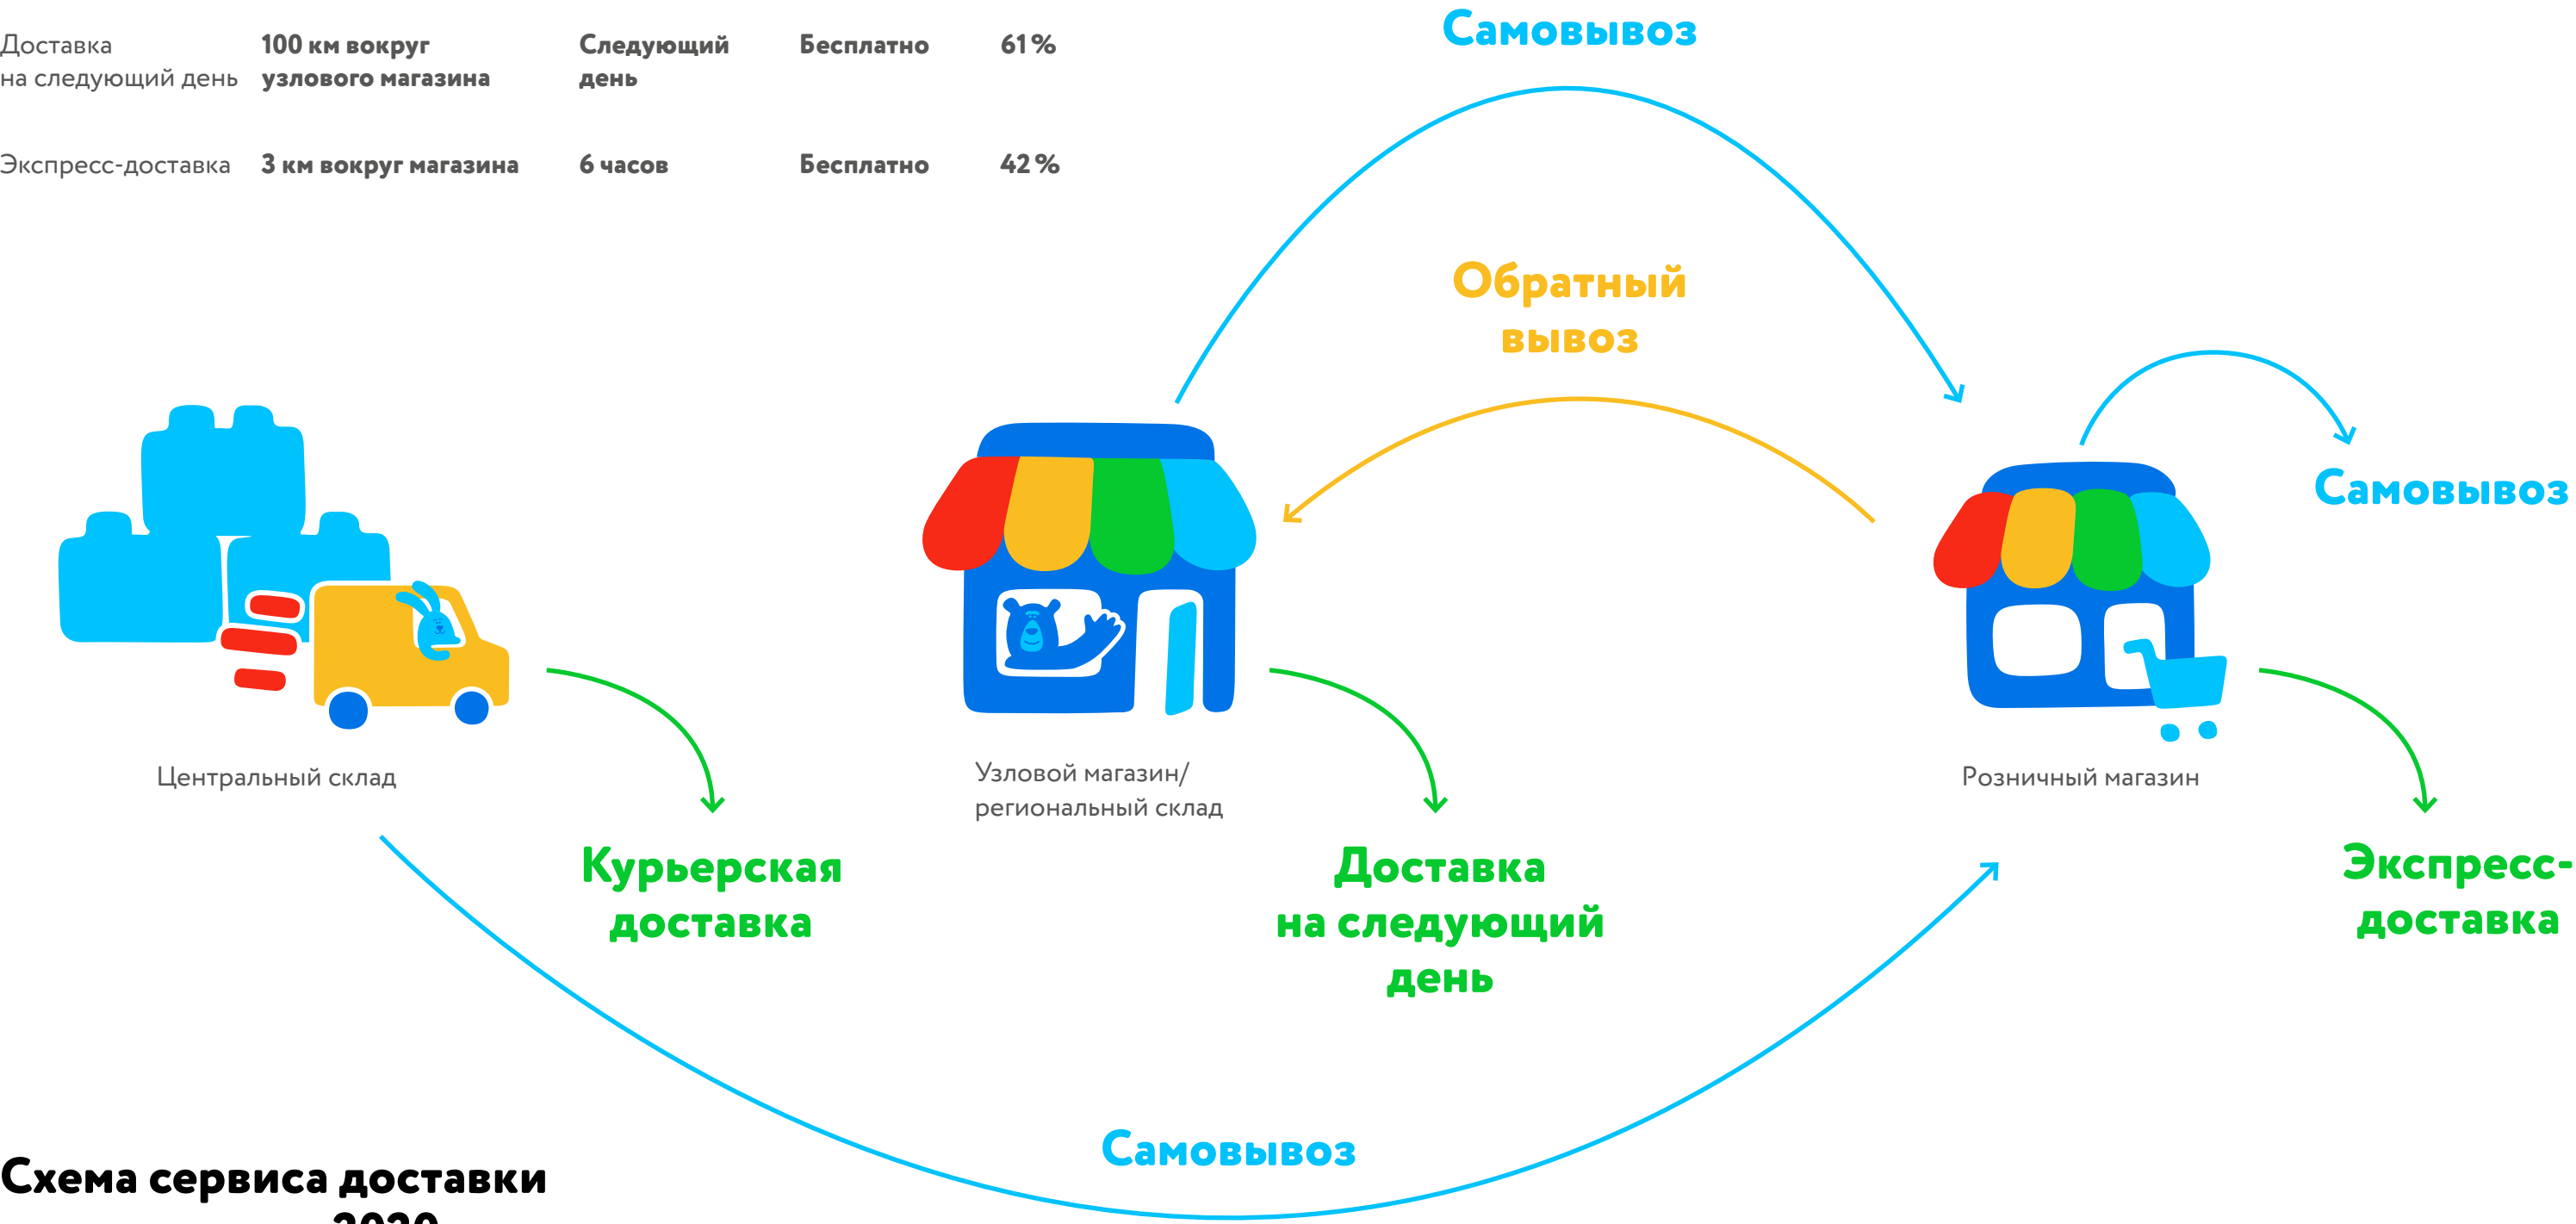 Доставка
на следующий день
100 км вокруг
узлового магазина
Следующий
день
Бесплатно
61%
Экспресс-доставка
3 км вокруг магазина
6 часов
Бесплатно
42%
Самовывоз
Обратный
вывоз
Самовывоз
Центральный склад
Узловой магазин/
региональный склад
Розничный магазин
Курьерская
доставка
Доставка
на следующий
день
Экспресс-
доставка
Самовывоз
Схема сервиса доставки
2020